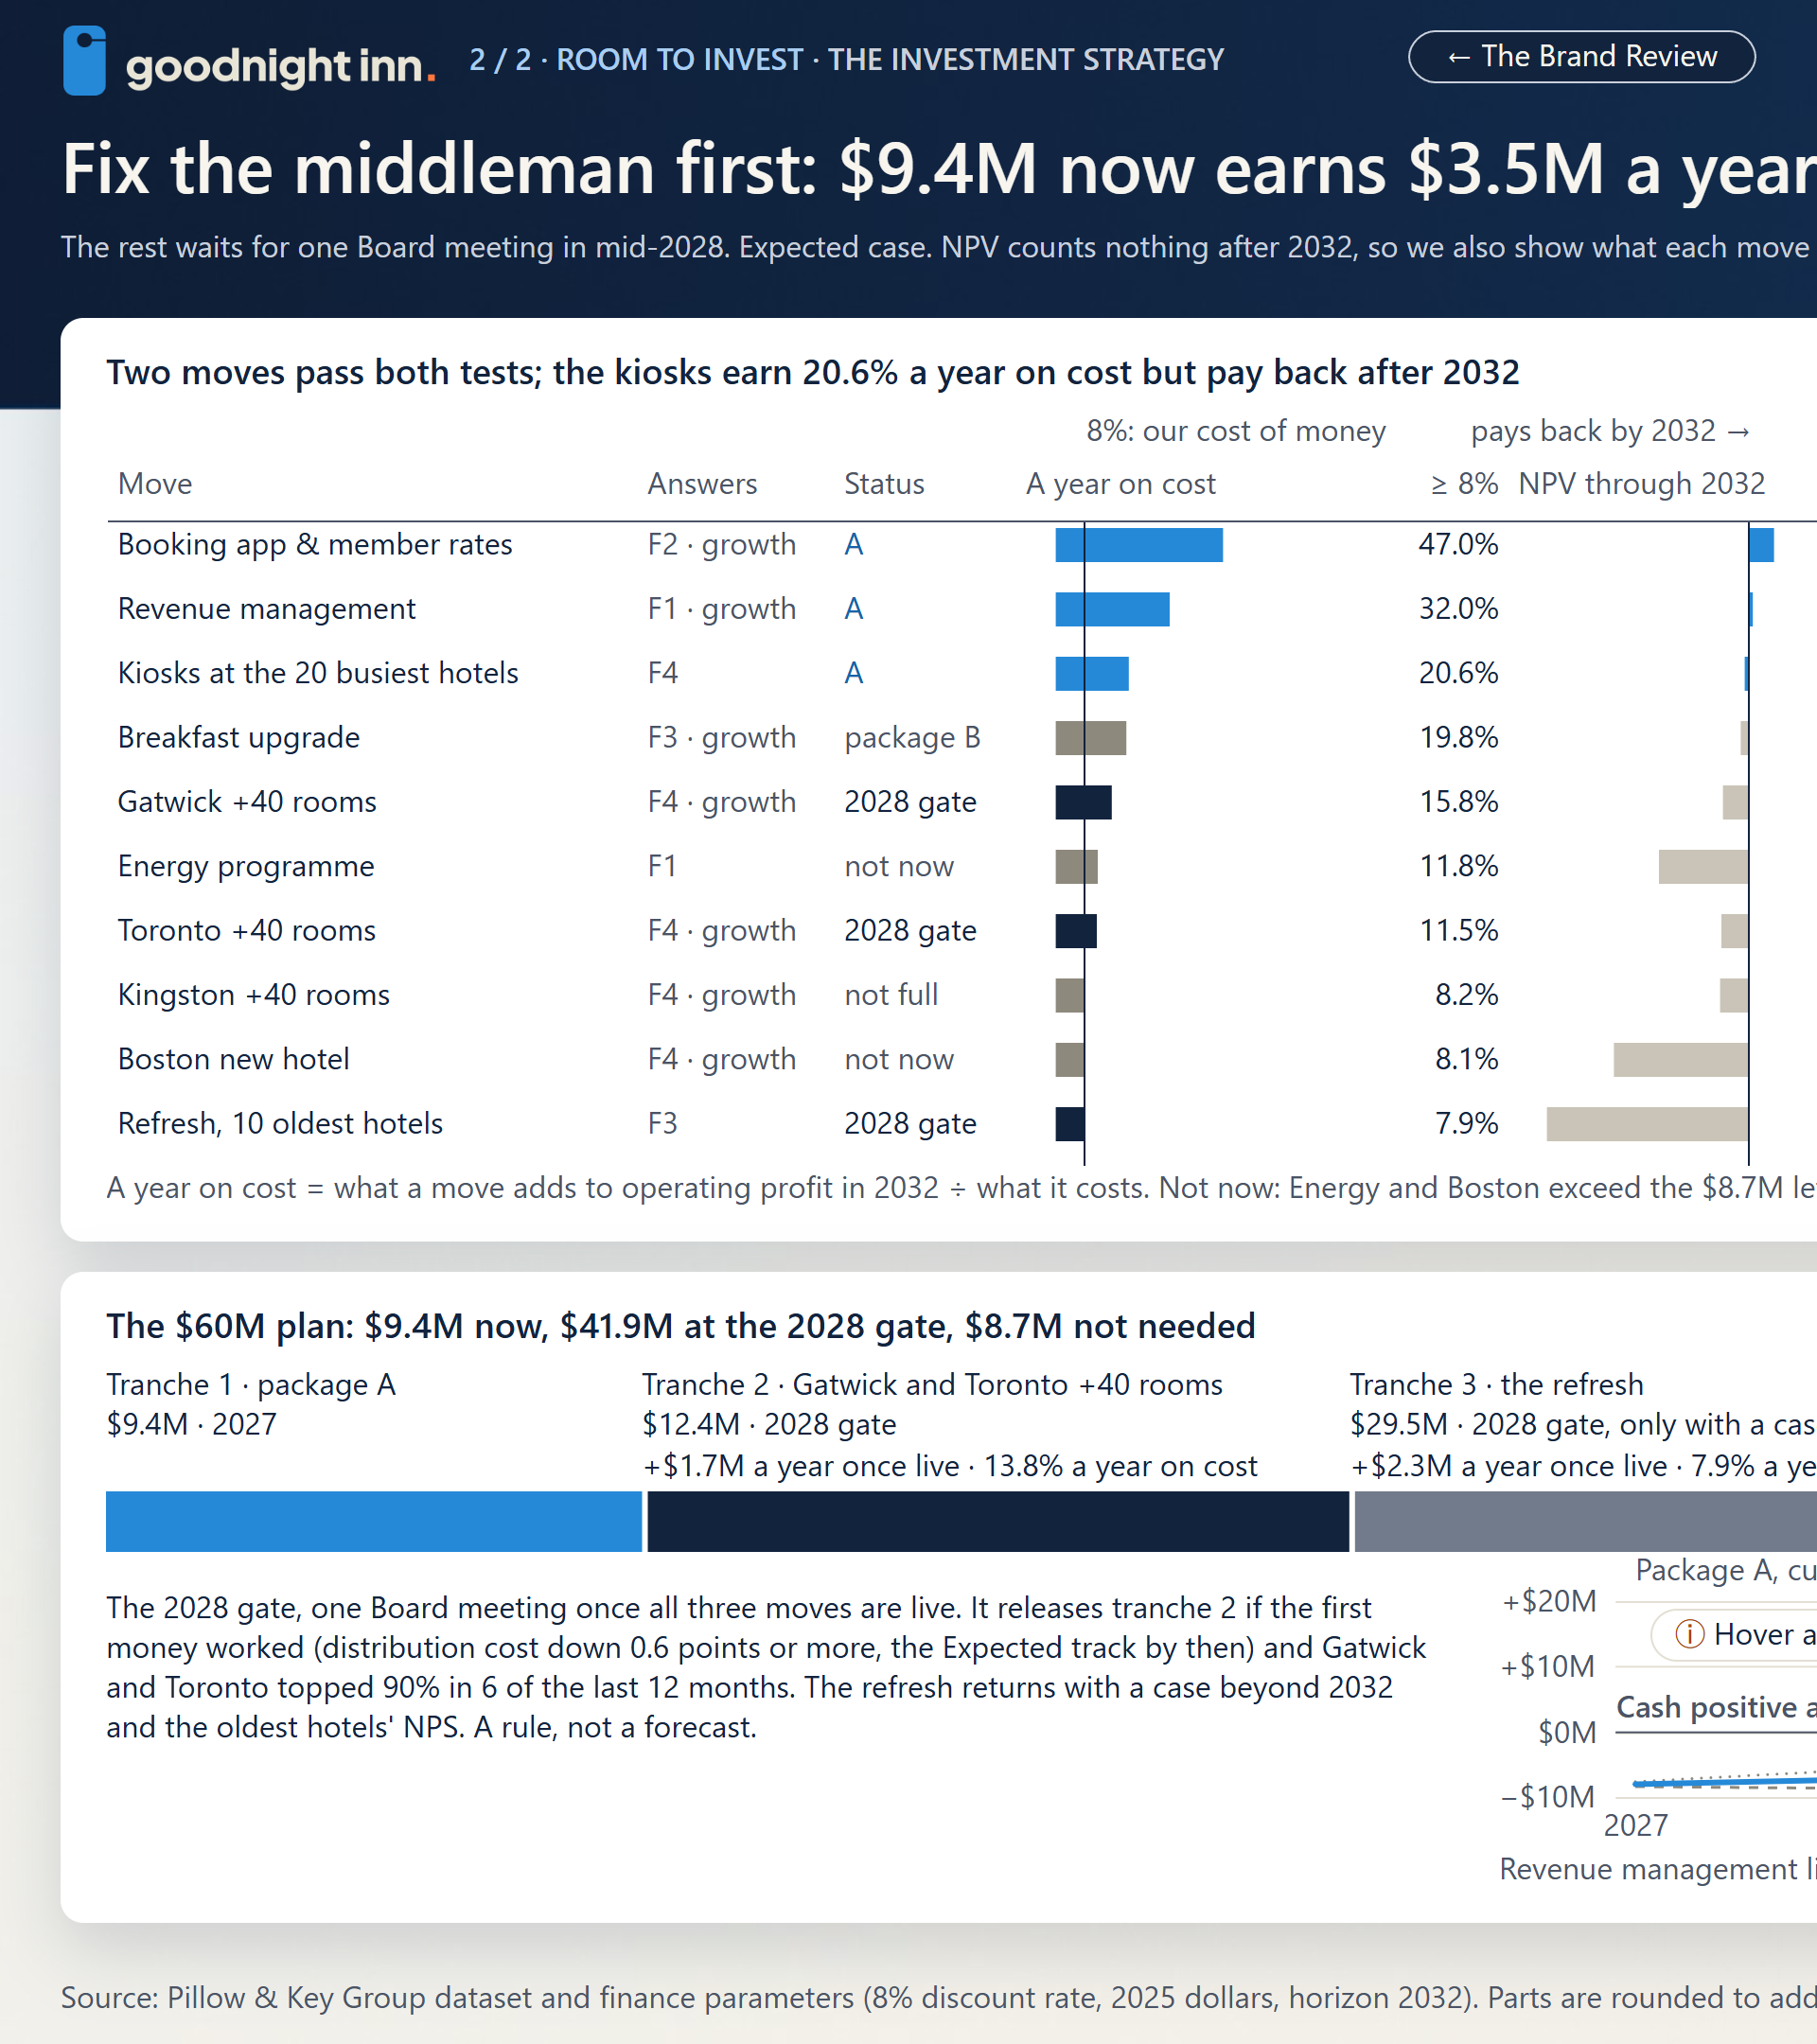 goodnight inn. 2 / 2 · ROOM TO INVEST · THE INVESTMENT STRATEGY ← The Brand Review
Fix the middleman first: $9.4M now earns $3.5M a year
The rest waits for one Board meeting in mid-2028. Expected case. NPV counts nothing after 2032, so we also show what each move
Two moves pass both tests; the kiosks earn 20.6% a year on cost but pay back after 2032
8%: our cost of money pays back by 2032 →
Move Answers Status A year on cost ≥ 8% NPV through 2032
Booking app & member rates F2 · growth A 47.0%
Revenue management F1 · growth A 32.0%
Kiosks at the 20 busiest hotels F4 A 20.6%
Breakfast upgrade F3 · growth package B 19.8%
Gatwick +40 rooms F4 · growth 2028 gate 15.8%
Energy programme F1 not now 11.8%
Toronto +40 rooms F4 · growth 2028 gate 11.5%
Kingston +40 rooms F4 · growth not full 8.2%
Boston new hotel F4 · growth not now 8.1%
Refresh, 10 oldest hotels F3 2028 gate 7.9%
A year on cost = what a move adds to operating profit in 2032 ÷ what it costs. Not now: Energy and Boston exceed the $8.7M
The $60M plan: $9.4M now, $41.9M at the 2028 gate, $8.7M not needed
Tranche 1 · package A
$9.4M · 2027
Tranche 2 · Gatwick and Toronto +40 rooms
$12.4M · 2028 gate
+$1.7M a year once live · 13.8% a year on cost
Tranche 3 · the refresh
$29.5M · 2028 gate, only with a
+$2.3M a year once live · 7.9% a
The 2028 gate, one Board meeting once all three moves are live. It releases tranche 2 if the first
money worked (distribution cost down 0.6 points or more, the Expected track by then) and Gatwick
and Toronto topped 90% in 6 of the last 12 months. The refresh returns with a case beyond 2032
and the oldest hotels' NPS. A rule, not a forecast.
Package A,
+$20M
ⓘ Hover
+$10M
Cash positive
$0M
−$10M
2027
Revenue management
Source: Pillow & Key Group dataset and finance parameters (8% discount rate, 2025 dollars, horizon 2032). Parts are rounded to add